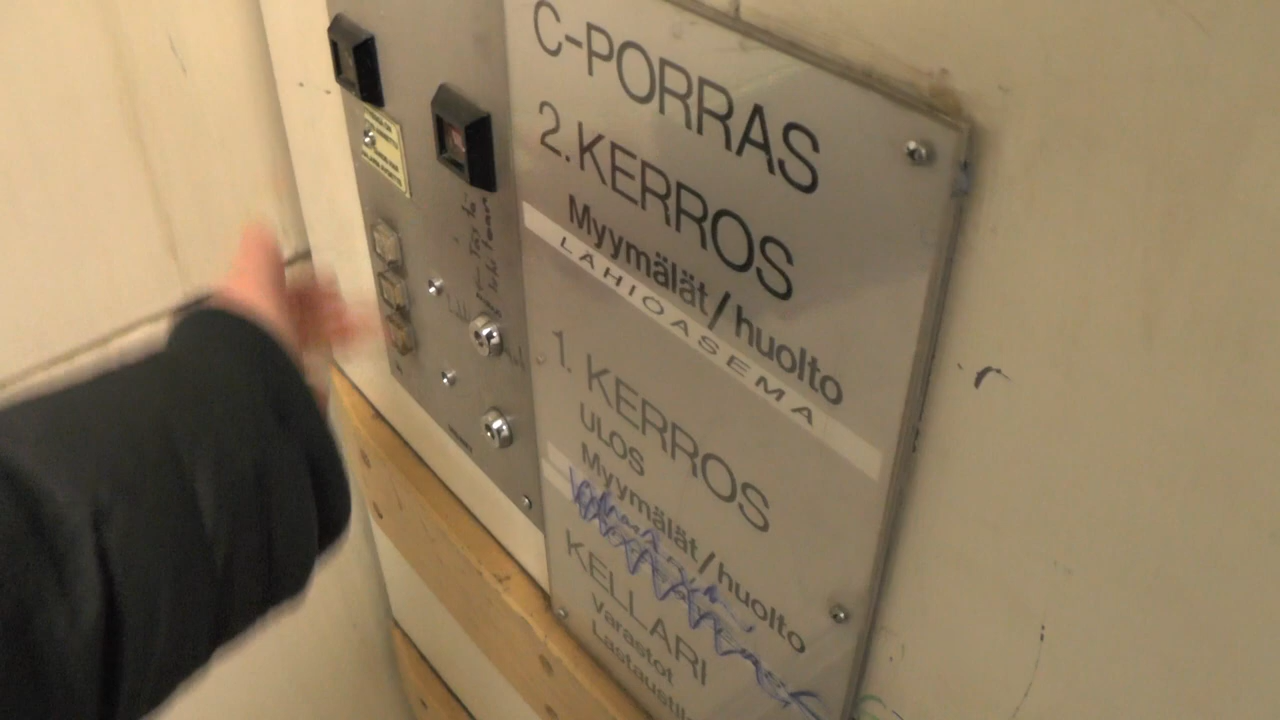 C-PORRAS
2.KERROS
Myymälät/huolto
LÄHIOASEMA
1. KERROS
ULOS
Myymälät/huolto
KELLARI
Varastot